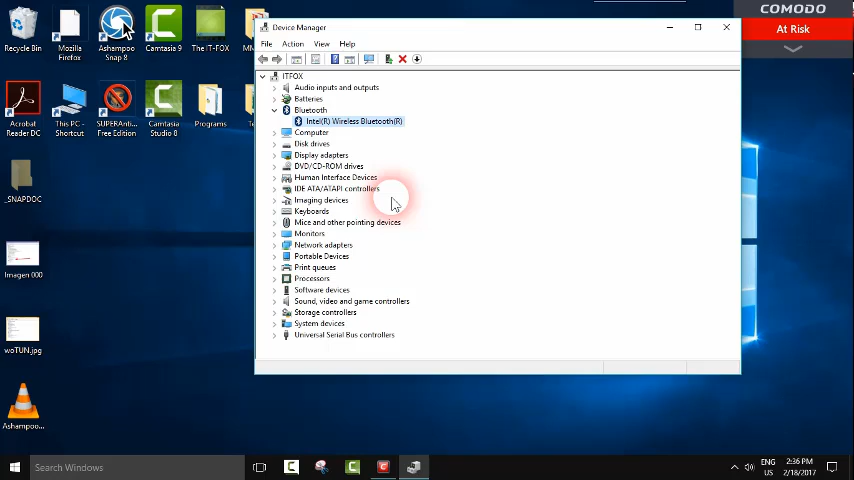 Recycle Bin
Mozilla
Firefox
Ashampoo
Snap 8
Camtasia 9
The IT-FOX
Acrobat
Reader DC
This PC -
Shortcut
SUPERAnti...
Free Edition
Camtasia
Studio 8
Programs
_SNAPDOC
Imagen 000
woTUN.jpg
Ashampoo...
Device Manager
File Action View Help
ITFOX
Audio inputs and outputs
Batteries
Bluetooth
Intel(R) Wireless Bluetooth(R)
Computer
Disk drives
Display adapters
DVD/CD-ROM drives
Human Interface Devices
IDE ATA/ATAPI controllers
Imaging devices
Keyboards
Mice and other pointing devices
Monitors
Network adapters
Portable Devices
Print queues
Processors
Software devices
Sound, video and game controllers
Storage controllers
System devices
Universal Serial Bus controllers
COMODO
At Risk
Search Windows
ENG
US
2:36 PM
2/18/2017